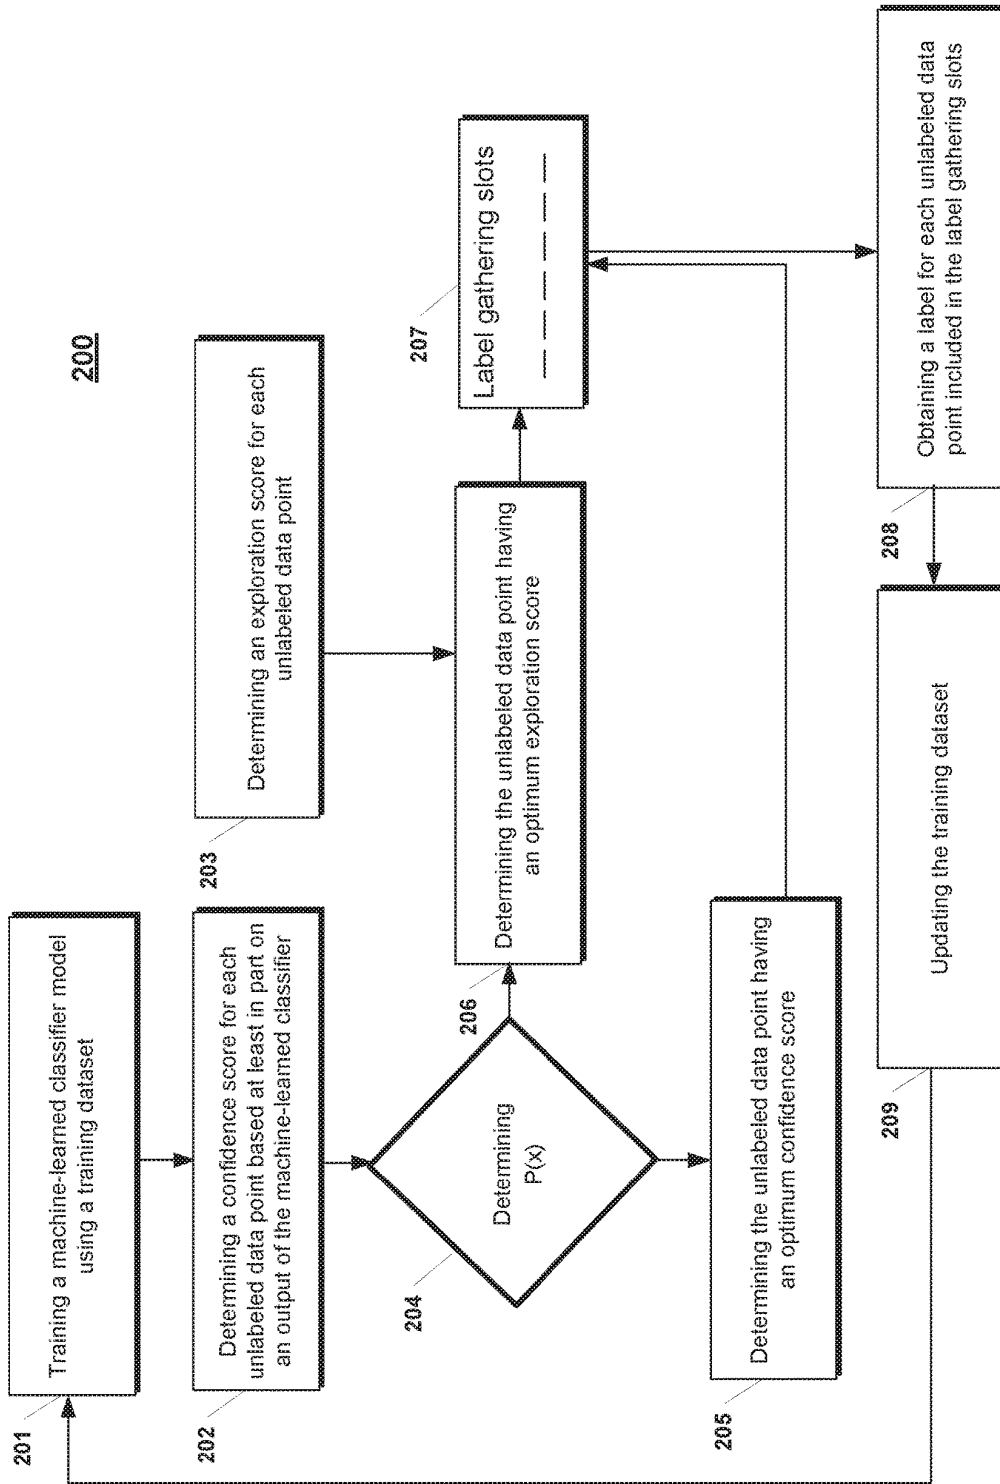 200
Training a machine-learned classifier model
using a training dataset
201
Determining a confidence score for each
unlabeled data point based at least in part on
an output of the machine-learned classifier
202
Determining an exploration score for each
unlabeled data point
203
Determining
P(x)
204
Determining the unlabeled data point having
an optimum confidence score
205
Determining the unlabeled data point having
an optimum exploration score
206
Label gathering slots
207
Obtaining a label for each unlabeled data
point included in the label gathering slots
208
Updating the training dataset
209